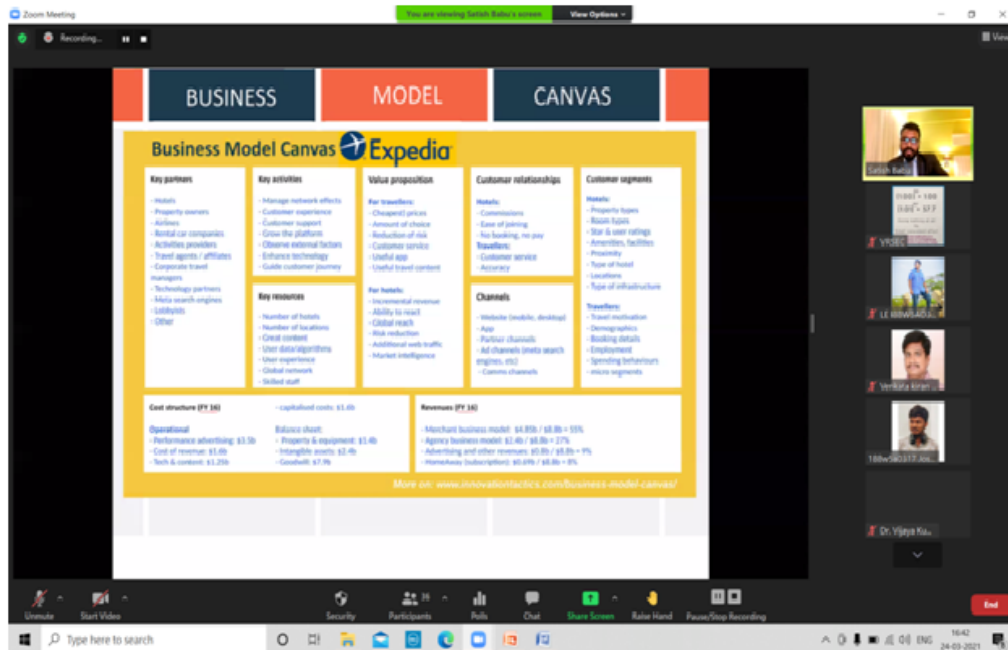 Zoom Meeting
You are viewing Satish Babu's screen
View Options
Recording...
View
BUSINESS
MODEL
CANVAS
Business Model Canvas
Expedia
Key partners
- Hotels
- Property owners
- Airlines
- Rental car companies
- Activities providers
- Travel agents / affiliates
- Corporate travel
managers
- Technology partners
- Meta search engines
- Lobbyists
- Other
Key activities
- Manage network effects
- Customer experience
- Customer support
- Grow the platform
- Observe external factors
- Enhance technology
- Guide customer journey
Key resources
- Number of hotels
- Number of locations
- Great content
- User data/algorithms
- User experience
- Global network
- Skilled staff
Value proposition
For travellers:
- Cheap(est) prices
- Amount of choice
- Reduction of risk
- Customer service
- Useful app
- Useful travel content
For hotels:
- Incremental revenue
- Ability to react
- Global reach
- Risk reduction
- Additional web traffic
- Market intelligence
Customer relationships
Hotels:
- Commissions
- Ease of joining
- No booking, no pay
Travellers:
- Customer service
- Accuracy
Channels
- Website (mobile, desktop)
- App
- Partner channels
- Ad channels (meta search
engines, etc)
- Comms channels
Customer segments
Hotels:
- Property types
- Room types
- Star & user ratings
- Amenities, facilities
- Proximity
- Type of hotel
- Locations
- Type of infrastructure
Travellers:
- Travel motivation
- Demographics
- Booking details
- Employment
- Spending behaviours
- micro segments
Cost structure (FY 16)
Operational
- Performance advertising: $3.5b
- Cost of revenue: $1.6b
- Tech & content: $1.25b
- capitalised costs: $1.6b
Balance sheet:
- Property & equipment: $1.4b
- Intangible assets: $2.4b
- Goodwill: $7.9b
Revenues (FY 16)
- Merchant business model: $4.85b / $8.8b = 55%
- Agency business model: $2.4b / $8.8b = 27%
- Advertising and other revenues: $0.8b / $8.8b = 9%
- HomeAway (subscription): $0.69b / $8.8b = 8%
More on: www.innovationtactics.com/business-model-canvas/
Satish Babu
VRSEC
Venkata kiran ...
Dr. Vijaya Ku...
Unmute
Start Video
Security
Participants
Polls
Chat
Share Screen
Raise Hand
Pause/Stop Recording
End
Type here to search
ENG
16:42
24-03-2021